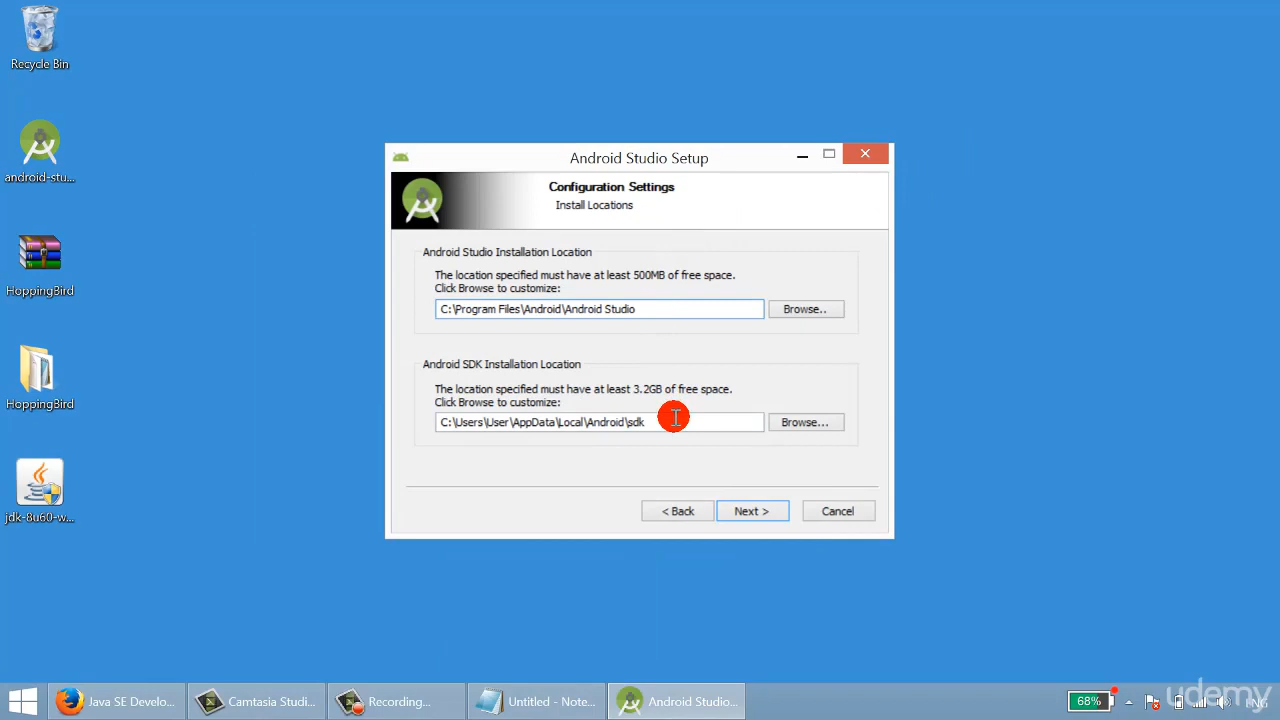 Recycle Bin
android-stu...
HoppingBird
HoppingBird
jdk-8u60-w...
Android Studio Setup
Configuration Settings
Install Locations
Android Studio Installation Location
The location specified must have at least 500MB of free space.
Click Browse to customize:
C:\Program Files\Android\Android Studio
Browse..
Android SDK Installation Location
The location specified must have at least 3.2GB of free space.
Click Browse to customize:
C:\Users\User\AppData\Local\Android\sdk
Browse...
< Back
Next >
Cancel
Java SE Develo...
Camtasia Studi...
Recording...
Untitled - Note...
Android Studio...
68%
ENG
udemy